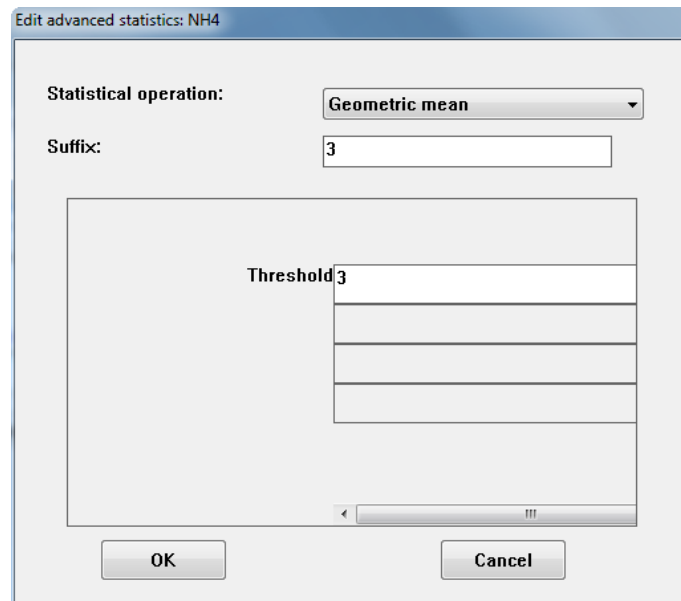 Edit advanced statistics: NH4
Statistical operation:
Geometric mean
Suffix:
3
Threshold
3
OK
Cancel